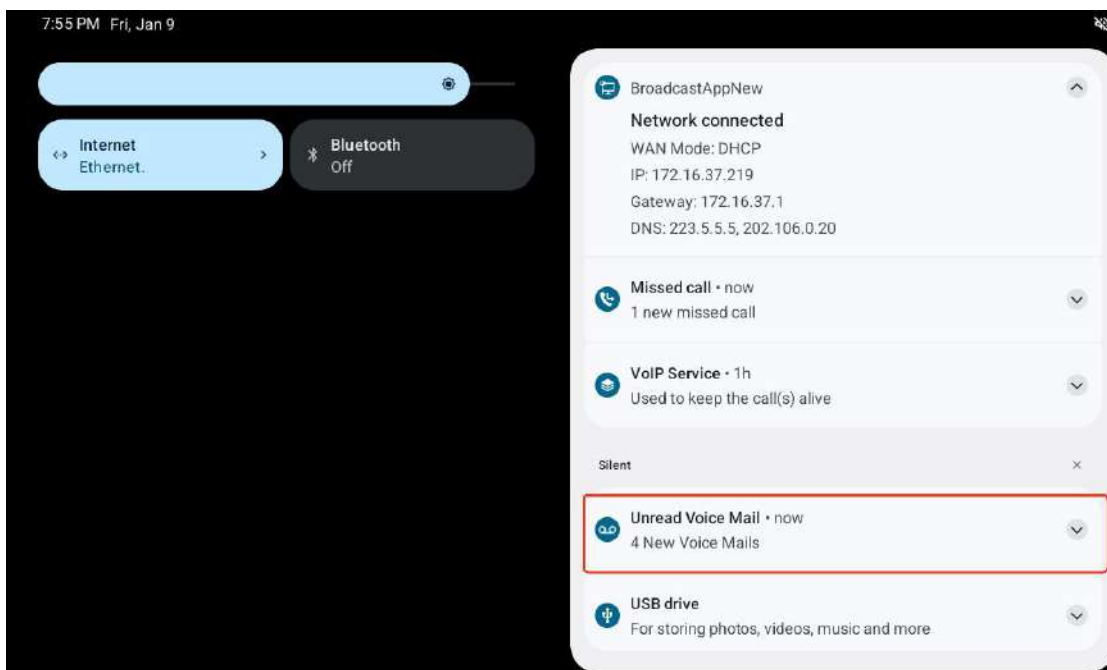 7:55 PM Fri, Jan 9
Internet
Ethernet.
Bluetooth
Off
BroadcastAppNew
Network connected
WAN Mode: DHCP
IP: 172.16.37.219
Gateway: 172.16.37.1
DNS: 223.5.5.5, 202.106.0.20
Missed call • now
1 new missed call
VoIP Service • 1h
Used to keep the call(s) alive
Silent
Unread Voice Mail • now
4 New Voice Mails
USB drive
For storing photos, videos, music and more